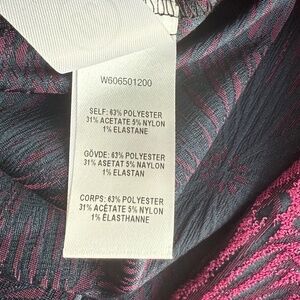 W606501200
SELF: 63% POLYESTER
31% ACETATE 5% NYLON
1% ELASTANE
GÖVDE: 63% POLYESTER
31% ASETAT 5% NAYLON
1% ELASTAN
CORPS: 63% POLYESTER
31% ACÉTATE 5% NYLON
1% ÉLASTHANNE